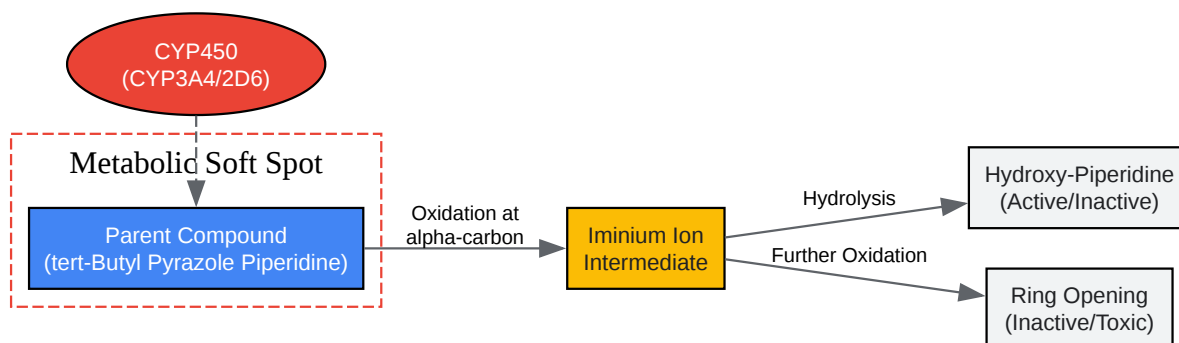 CYP450
(CYP3A4/2D6)
Metabolic Soft Spot
Parent Compound
(tert-Butyl Pyrazole Piperidine)
Oxidation at
alpha-carbon
Iminium Ion
Intermediate
Hydrolysis
Further Oxidation
Hydroxy-Piperidine
(Active/Inactive)
Ring Opening
(Inactive/Toxic)